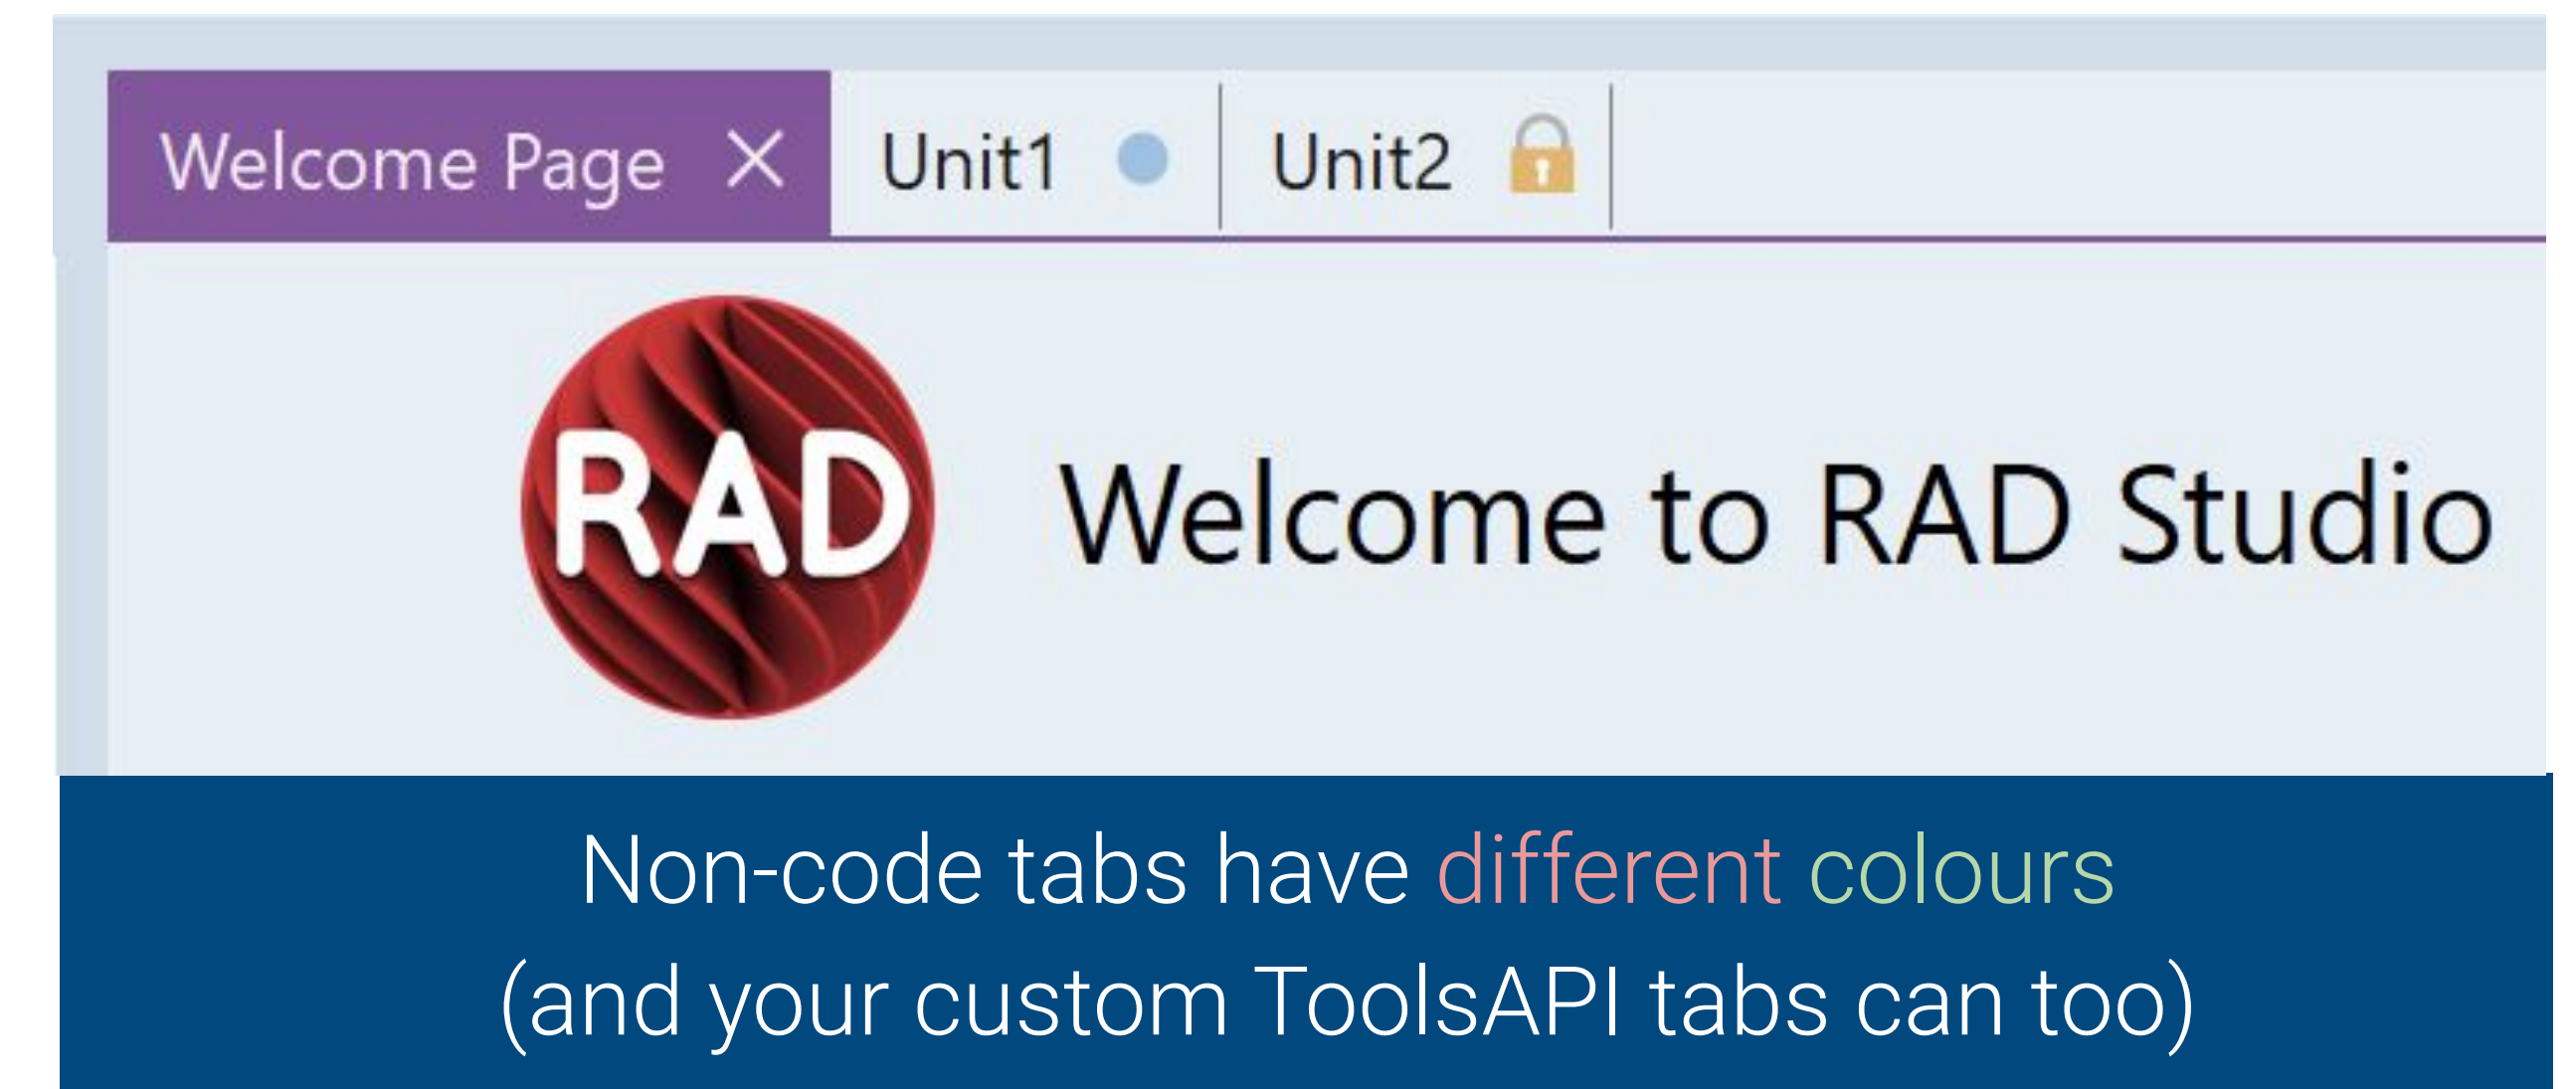 Welcome Page Unit1 Unit2
RAD
Welcome to RAD Studio
Non-code tabs have different colours
(and your custom ToolsAPI tabs can too)